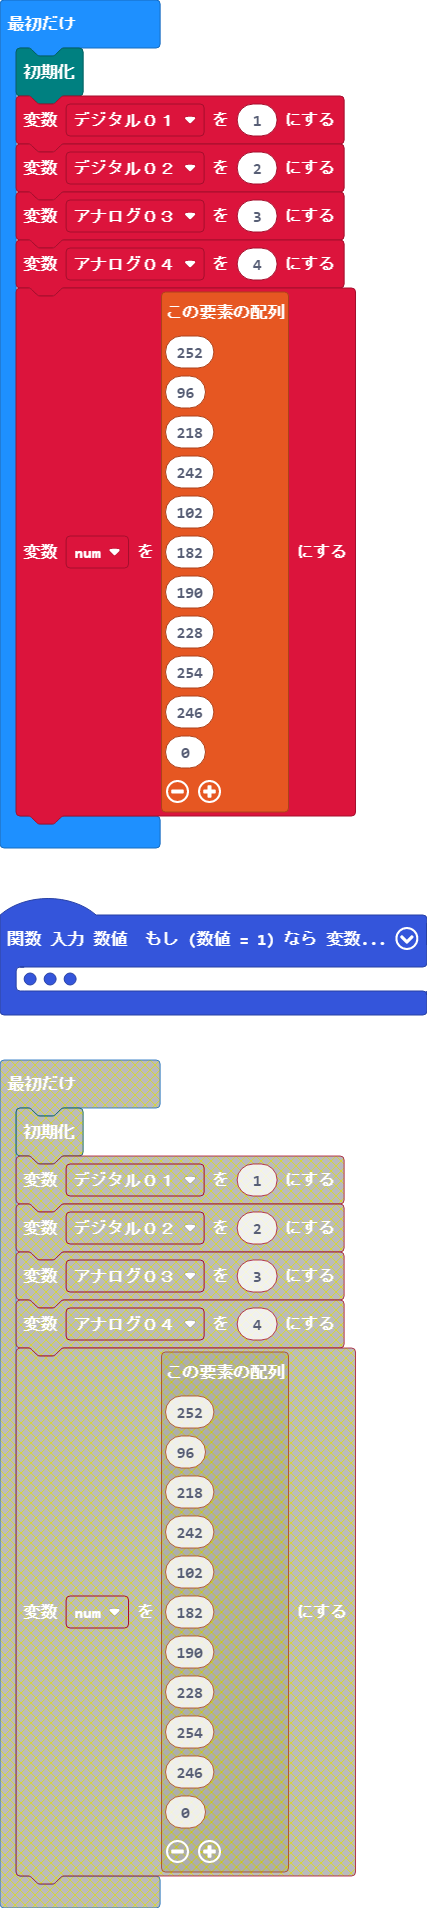 最初だけ
初期化
変数 デジタル０１ を 1 にする
変数 デジタル０２ を 2 にする
変数 アナログ０３ を 3 にする
変数 アナログ０４ を 4 にする
この要素の配列
252
96
218
242
102
変数 num を 182 にする
190
228
254
246
0
関数 入力 数値　もし (数値 = 1) なら 変数...
最初だけ
初期化
変数 デジタル０１ を 1 にする
変数 デジタル０２ を 2 にする
変数 アナログ０３ を 3 にする
変数 アナログ０４ を 4 にする
この要素の配列
252
96
218
242
102
変数 num を 182 にする
190
228
254
246
0